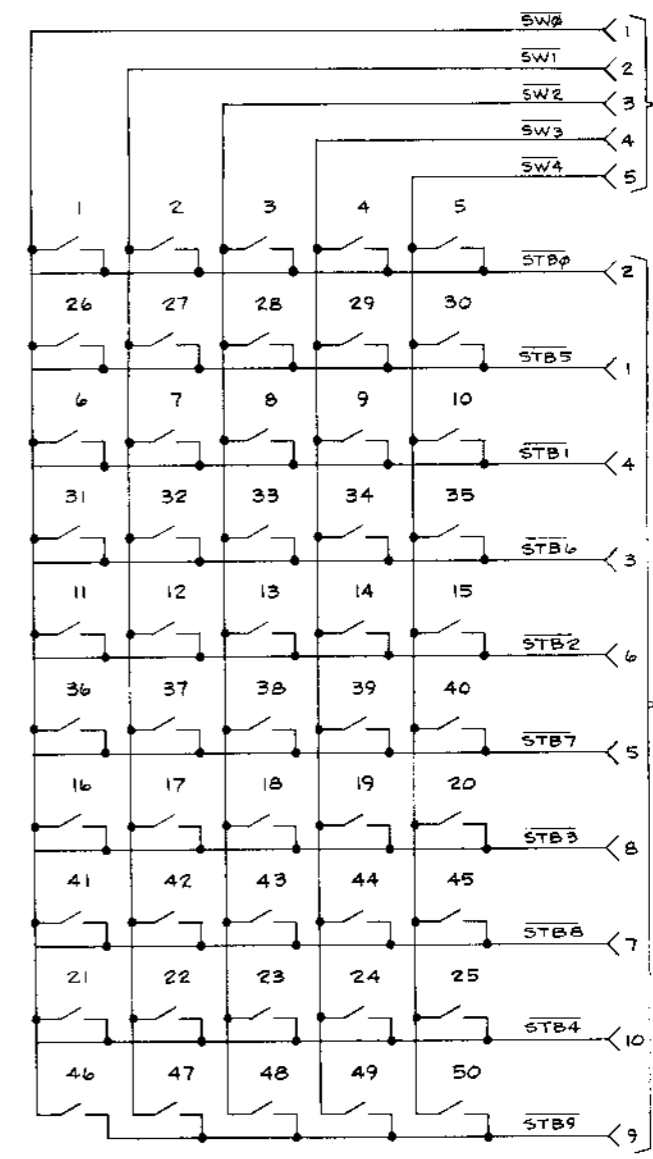 SWØ 1
SW1 2
SW2 3
SW3 4
SW4 5
1 2 3 4 5
STBØ 2
26 27 28 29 30
STB5 1
6 7 8 9 10
STB1 4
31 32 33 34 35
STB6 3
11 12 13 14 15
STB2 6
36 37 38 39 40
STB7 5
16 17 18 19 20
STB3 8
41 42 43 44 45
STB8 7
21 22 23 24 25
STB4 10
46 47 48 49 50
STB9 9